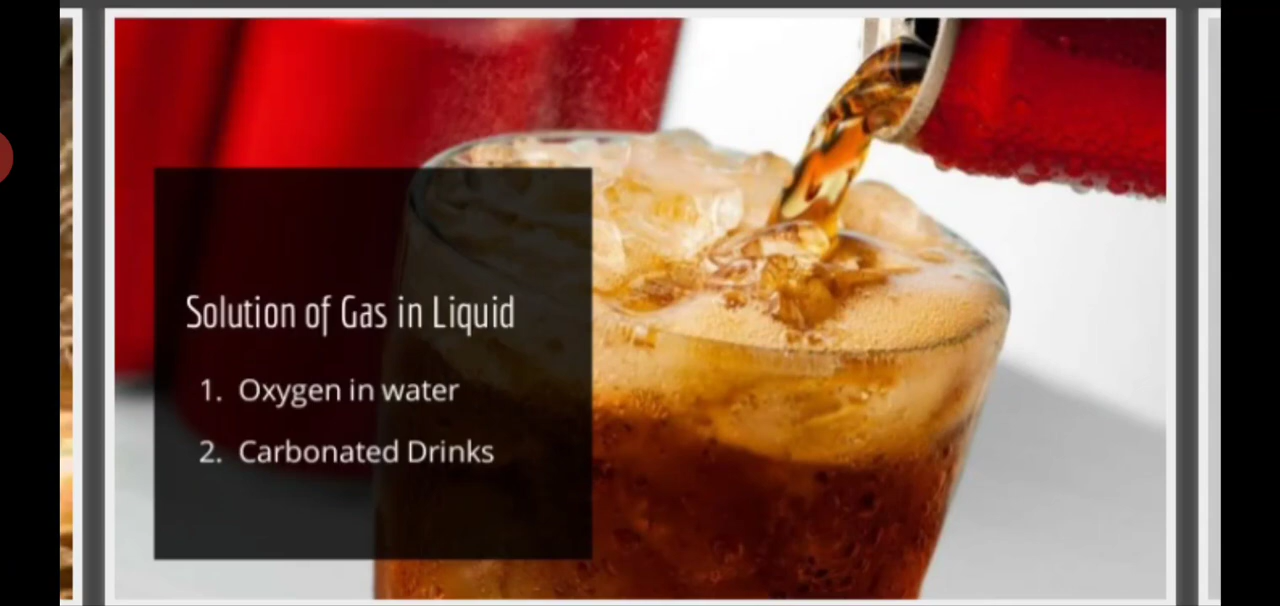 Solution of Gas in Liquid
1. Oxygen in water
2. Carbonated Drinks